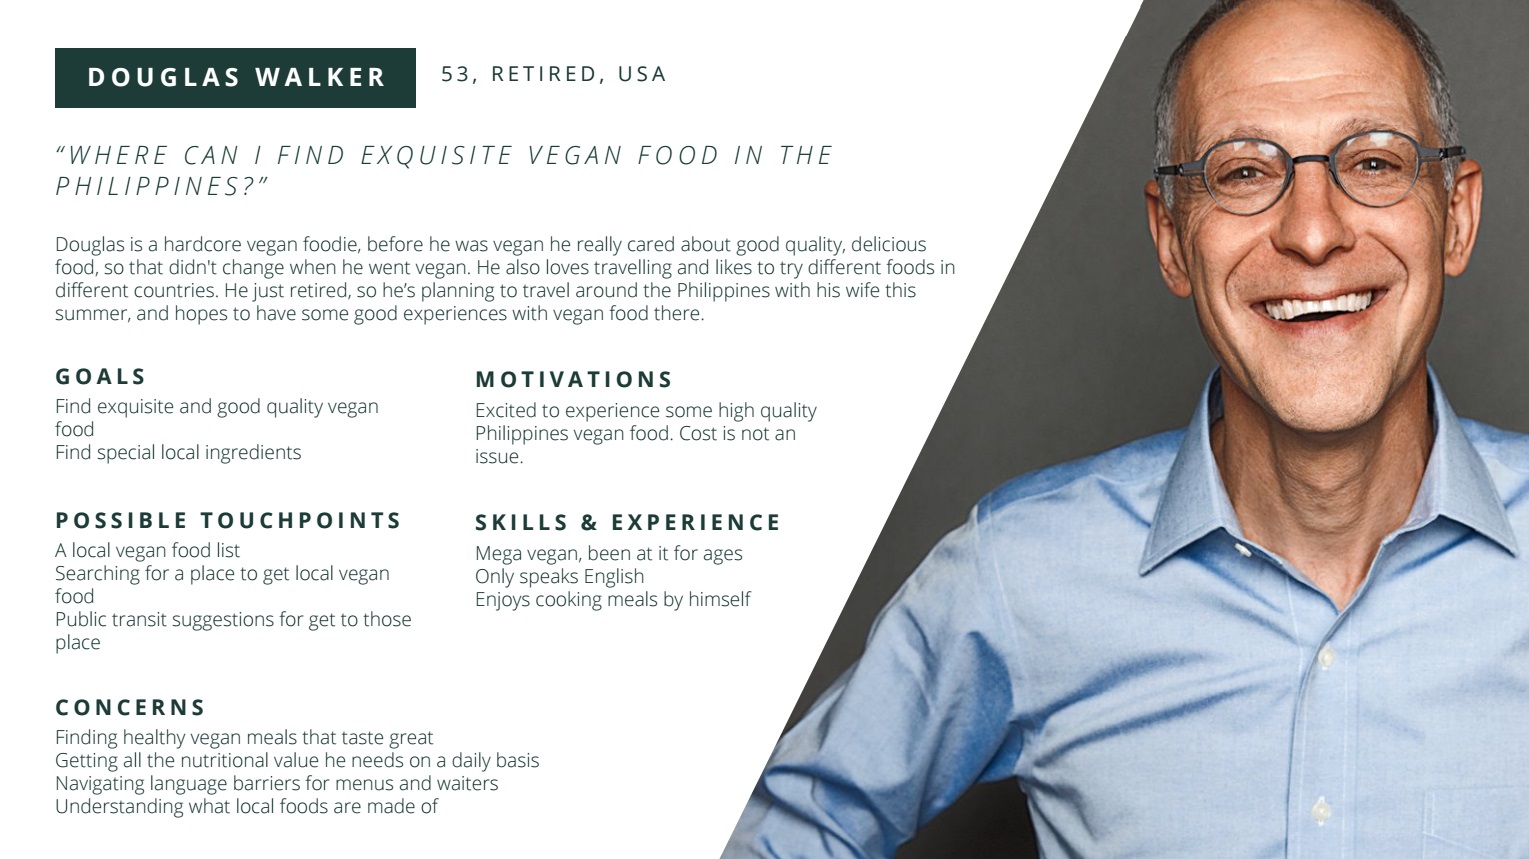 DOUGLAS WALKER
53, RETIRED, USA
“WHERE CAN I FIND EXQUISITE VEGAN FOOD IN THE
PHILIPPINES?”
Douglas is a hardcore vegan foodie, before he was vegan he really cared about good quality, delicious
food, so that didn't change when he went vegan. He also loves travelling and likes to try different foods in
different countries. He just retired, so he’s planning to travel around the Philippines with his wife this
summer, and hopes to have some good experiences with vegan food there.
GOALS
Find exquisite and good quality vegan
food
Find special local ingredients
MOTIVATIONS
Excited to experience some high quality
Philippines vegan food. Cost is not an
issue.
POSSIBLE TOUCHPOINTS
A local vegan food list
Searching for a place to get local vegan
food
Public transit suggestions for get to those
place
SKILLS & EXPERIENCE
Mega vegan, been at it for ages
Only speaks English
Enjoys cooking meals by himself
CONCERNS
Finding healthy vegan meals that taste great
Getting all the nutritional value he needs on a daily basis
Navigating language barriers for menus and waiters
Understanding what local foods are made of